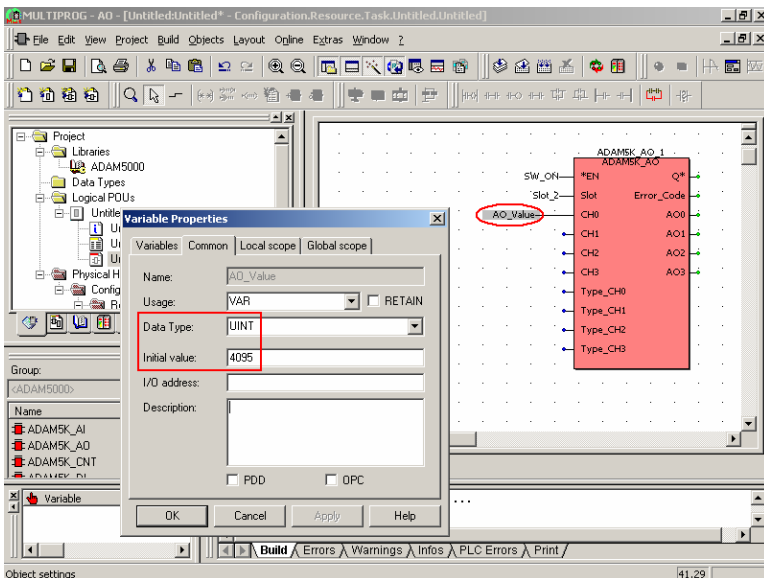 MULTIPROG - AO - [Untitled:Untitled* - Configuration.Resource.Task.Untitled.Untitled]
File Edit View Project Build Objects Layout Online Extras Window ?
Project
Libraries
ADAM5000
Data Types
Logical POUs
Untitle
Physical H
Config
Group:
<ADAM5000>
Name
ADAM5K_AI
ADAM5K_AO
ADAM5K_CNT
ADAM5K_DI
Variable
Variable Properties
Variables Common Local scope Global scope
Name: AO_Value
Usage: VAR RETAIN
Data Type: UINT
Initial value: 4095
I/O address:
Description:
PDD OPC
OK Cancel Apply Help
ADAM5K_AO_1
ADAM5K_AO
SW_ON *EN Q*
Slot_2 Slot Error_Code
AO_Value CH0 AO0
CH1 AO1
CH2 AO2
CH3 AO3
Type_CH0
Type_CH1
Type_CH2
Type_CH3
...
Build Errors Warnings Infos PLC Errors Print
Object settings
41,29